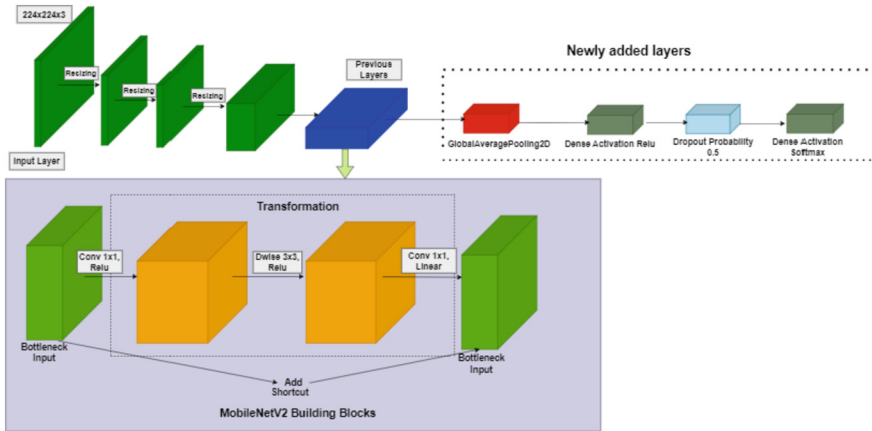 224x224x3
Resizing
Resizing
Resizing
Input Layer
Previous
Layers
Newly added layers
GlobalAveragePooling2D
Dense Activation Relu
Dropout Probability
0.5
Dense Activation
Softmax
Transformation
Conv 1x1,
Relu
Dwise 3x3,
Relu
Conv 1x1,
Linear
Bottleneck
Input
Bottleneck
Input
Add
Shortcut
MobileNetV2 Building Blocks